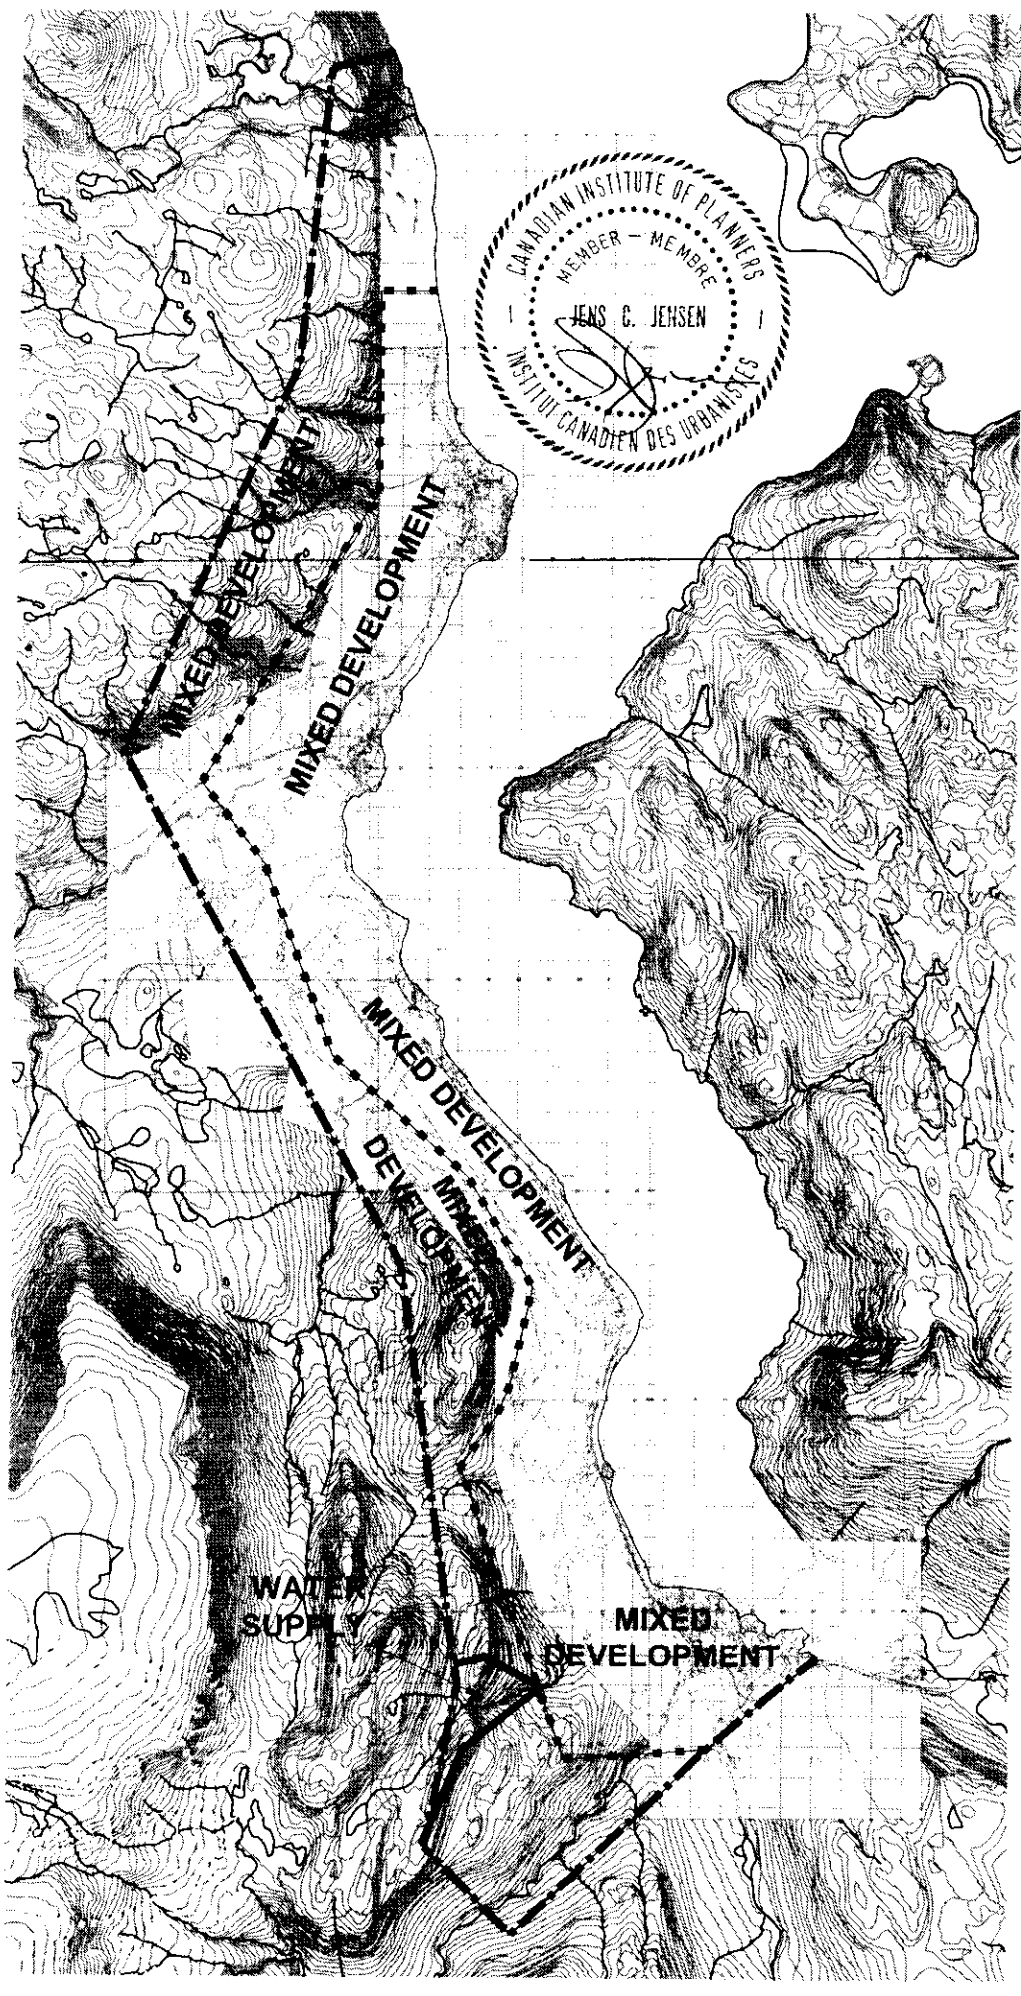 CANADIAN INSTITUTE OF PLANNERS
MEMBER - MEMBRE
JENS C. JENSEN
INSTITUT CANADIEN DES URBANISTES
MIXED DEVELOPMENT
MIXED DEVELOPMENT
MIXED DEVELOPMENT
MIXED
DEVELOPMENT
WATER
SUPPLY
MIXED
DEVELOPMENT